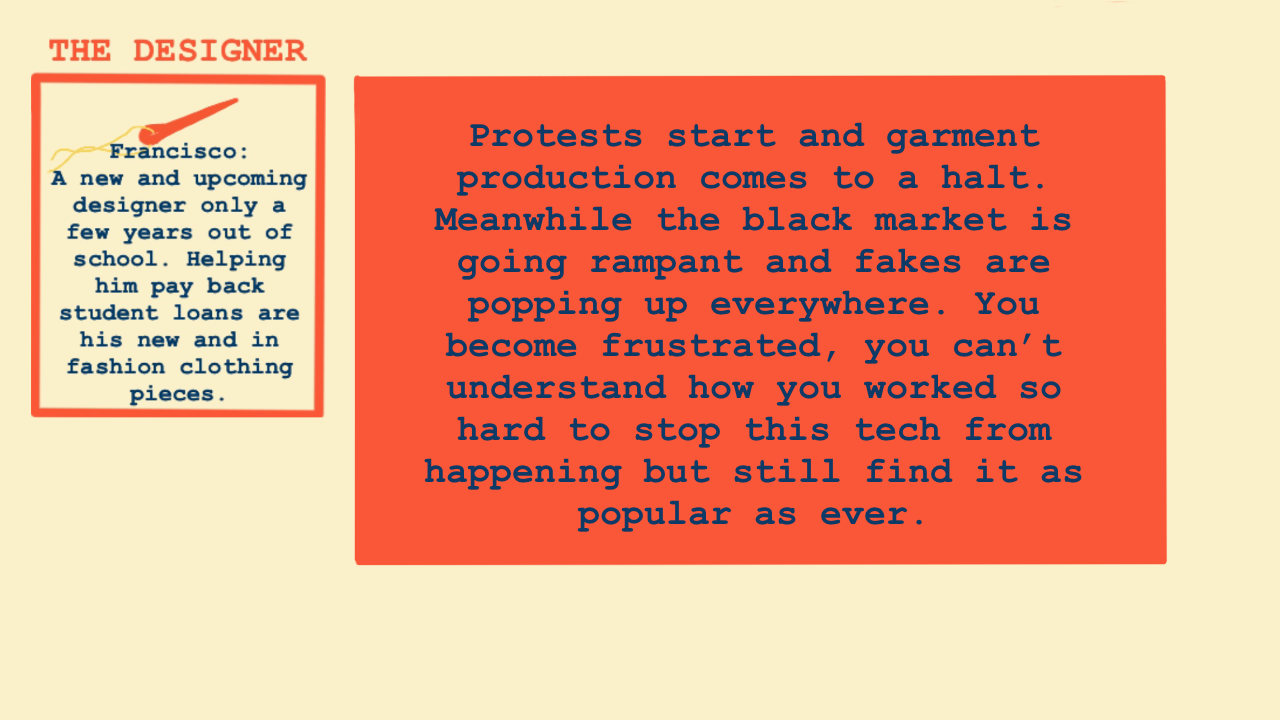 THE DESIGNER
Francisco:
A new and upcoming
designer only a
few years out of
school. Helping
him pay back
student loans are
his new and in
fashion clothing
pieces.
Protests start and garment
production comes to a halt.
Meanwhile the black market is
going rampant and fakes are
popping up everywhere. You
become frustrated, you can’t
understand how you worked so
hard to stop this tech from
happening but still find it as
popular as ever.